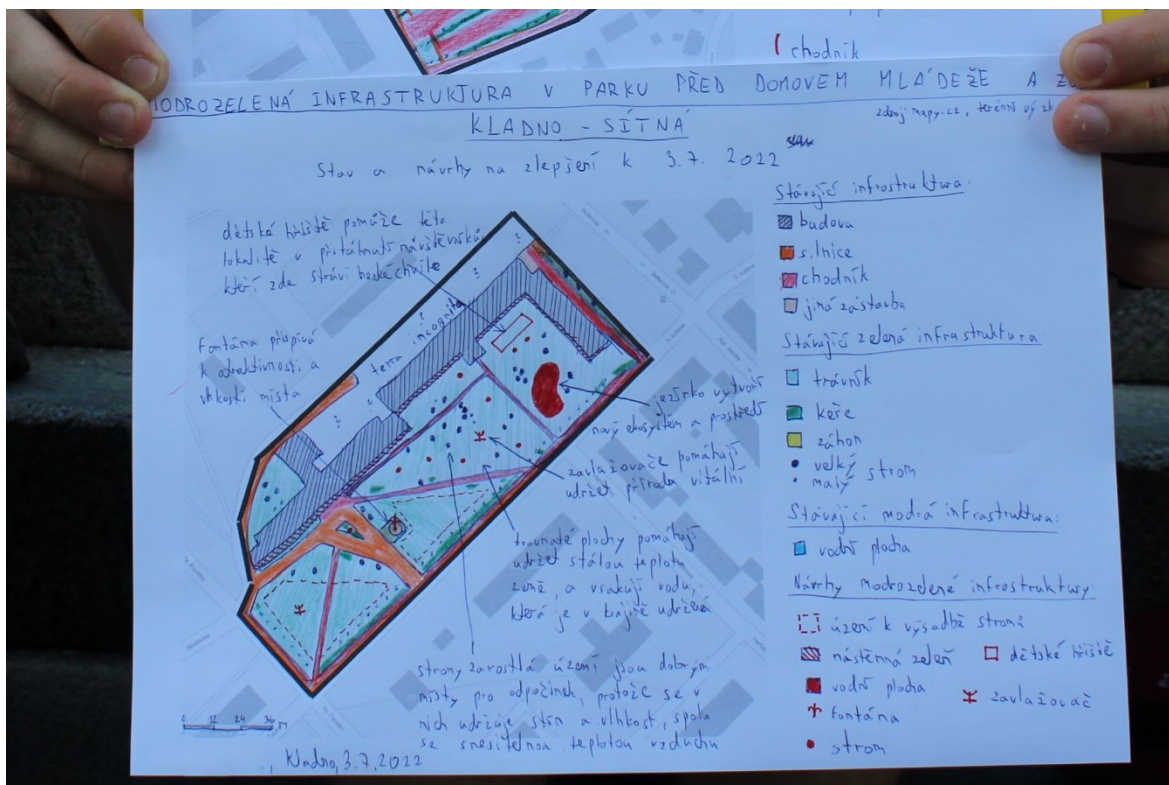 chodník
MODROZELENÁ INFRASTRUKTURA V PARKU PŘED DOMOVEM MLÁDEŽE A
zdroj mapy.cz, terénní
KLADNO - SÍTNÁ
Stav a návrhy na zlepšení k 3.7. 2022
dětské hřiště pomůže této
lokalitě v přitáhnutí návštěvníků,
kteří zde stráví hezké chvíle
Fontána přispívá
k atraktivnosti a
vlhkosti místa
terra incognita
? ? ? ? ?
jezírko vytvoří
nový ekosystém a prostředí
zavlažovače pomáhají
udržet přírodu vitální
travnaté plochy pomáhají
udržet stálou teplotu
země, a vsakují vodu,
která je v krajině udržená
stromy zarostlá území jsou dobrými
místy pro odpočinek, protože se v
nich udržuje stín a vlhkost, spolu
se snesitelnou teplotou vzduchu
0 12 24 36 m
Kladno, 3.7.2022
Stávající infrastruktura:
budova
silnice
chodník
jiná zástavba
Stávající zelená infrastruktura
trávník
keře
záhon
velký strom
malý
Stávající modrá infrastruktura:
vodní plocha
Návrhy modrozelené infrostruktury
území k výsadbě stromů
nástěnná zeleň
dětské hřiště
vodní plocha
zavlažovač
fontána
strom